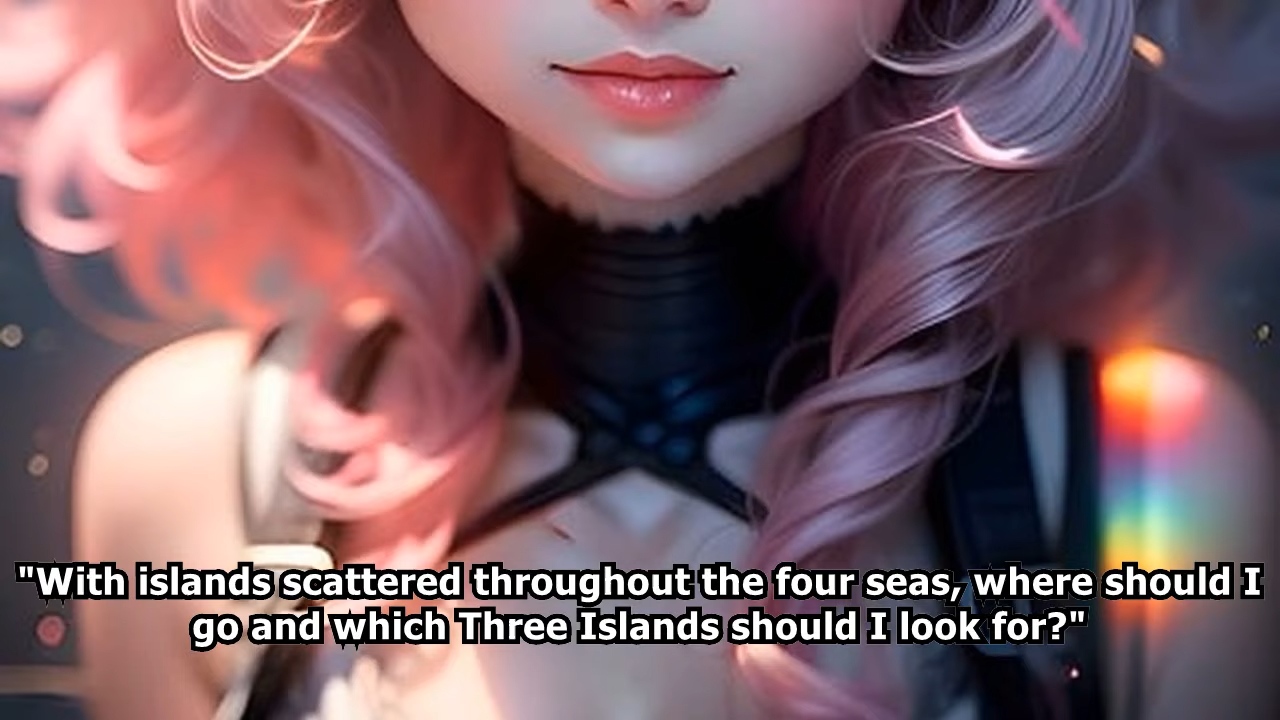 "With islands scattered throughout the four seas, where should I
go and which Three Islands should I look for?"